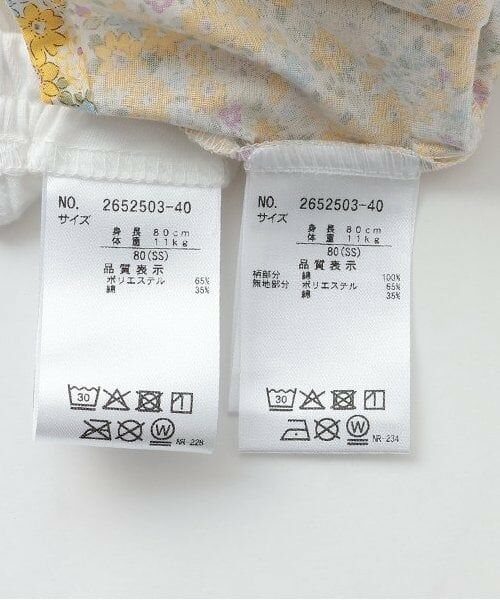 NO. 2652503-40
サイズ
身長 80cm
体重 11kg
80(SS)
品質表示
ポリエステル 65%
綿 35%
30
W
NR-228
NO. 2652503-40
サイズ
身長 80cm
体重 11kg
80(SS)
品質表示
柄部分 綿 100%
無地部分 ポリエステル 65%
綿 35%
30
W
NR-234